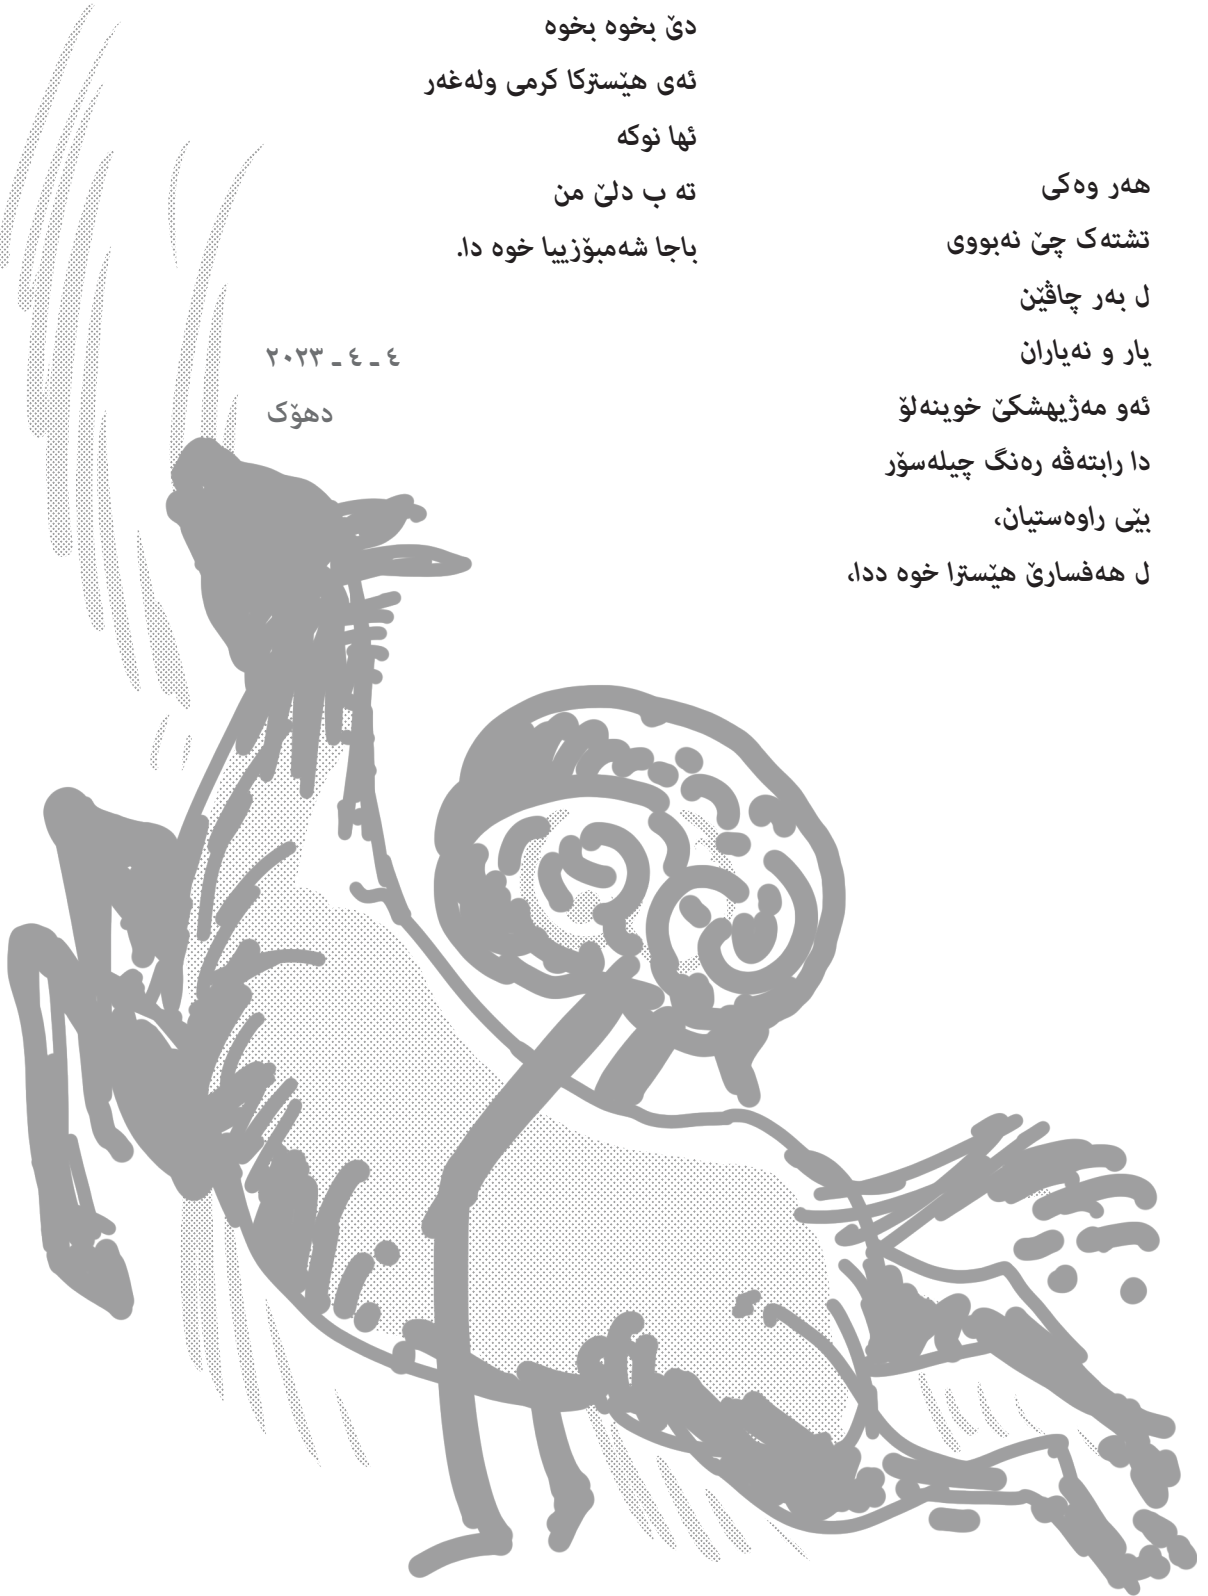 هەر وەکی
تشتەک چێ نەبووی
ل بەر چاڤێن
یار و نەیاران
ئەو مەژیهشکێ خوینەلۆ
دا رابتەڤە رەنگ چیلەسۆر
بێی راوەستیان،
ل هەفسارێ هێسترا خوە ددا،
دێ بخوە بخوە
ئەی هێسترکا کرمی ولەغەر
ئها نوکە
تە ب دلێ من
باجا شەمبۆزییا خوە دا.
٤ ـ ٤ ـ ٢٠٢٣
دهۆک